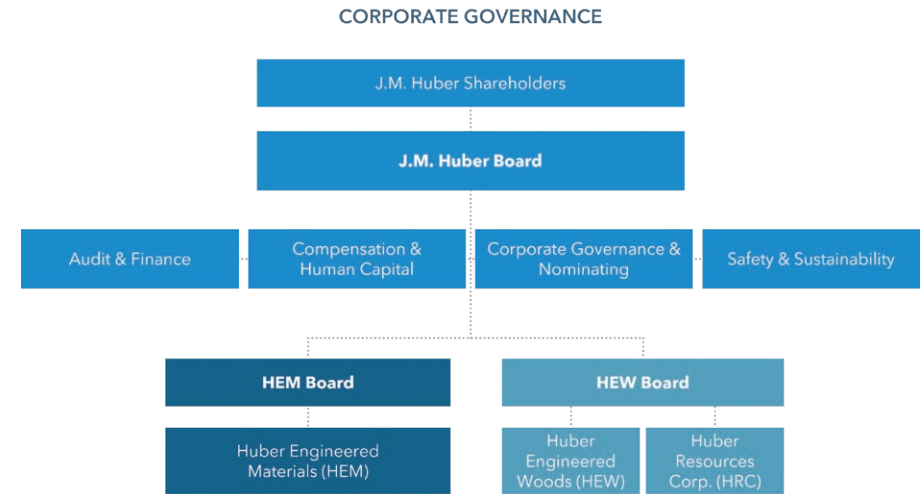 CORPORATE GOVERNANCE
J.M. Huber Shareholders
J.M. Huber Board
Audit & Finance
Compensation &
Human Capital
Corporate Governance &
Nominating
Safety & Sustainability
HEM Board
HEW Board
Huber Engineered
Materials (HEM)
Huber
Engineered
Woods (HEW)
Huber
Resources
Corp. (HRC)